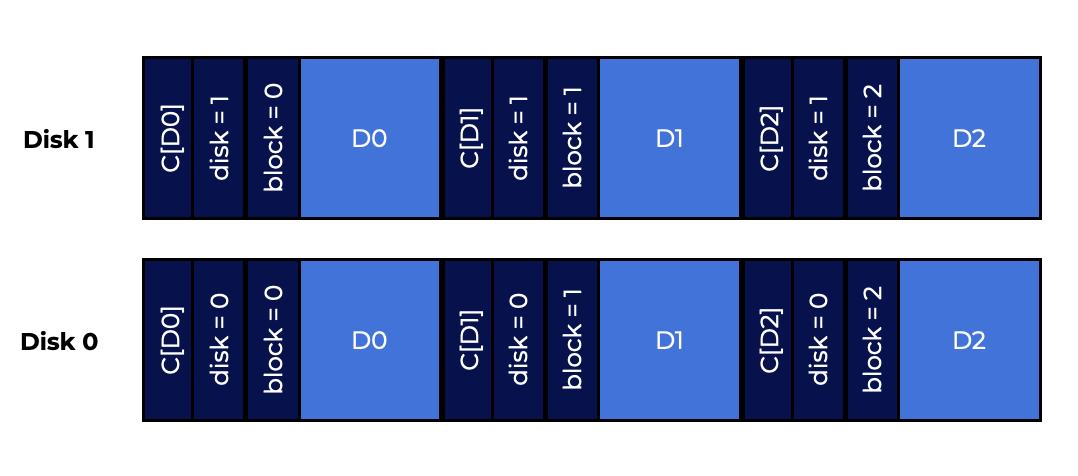 Disk 1
C[D0]
disk = 1
block = 0
D0
C[D1]
disk = 1
block = 1
D1
C[D2]
disk = 1
block = 2
D2
Disk 0
C[D0]
disk = 0
block = 0
D0
C[D1]
disk = 0
block = 1
D1
C[D2]
disk = 0
block = 2
D2